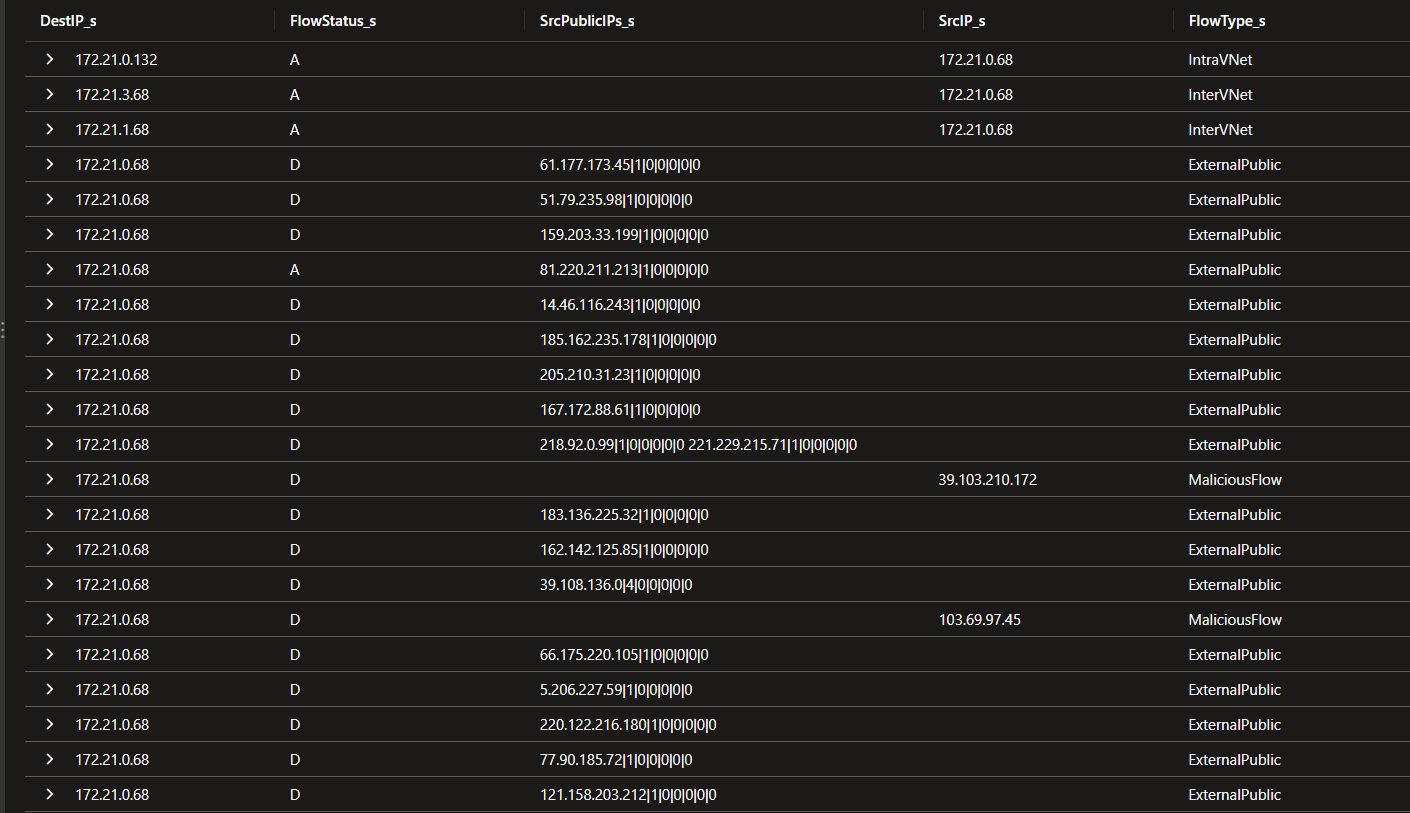 DestIP_s FlowStatus_s SrcPublicIPs_s SrcIP_s FlowType_s
172.21.0.132 A 172.21.0.68 IntraVNet
172.21.3.68 A 172.21.0.68 InterVNet
172.21.1.68 A 172.21.0.68 InterVNet
172.21.0.68 D 61.177.173.45|1|0|0|0|0|0 ExternalPublic
172.21.0.68 D 51.79.235.98|1|0|0|0|0|0 ExternalPublic
172.21.0.68 D 159.203.33.199|1|0|0|0|0|0 ExternalPublic
172.21.0.68 A 81.220.211.213|1|0|0|0|0|0 ExternalPublic
172.21.0.68 D 14.46.116.243|1|0|0|0|0|0 ExternalPublic
172.21.0.68 D 185.162.235.178|1|0|0|0|0|0 ExternalPublic
172.21.0.68 D 205.210.31.23|1|0|0|0|0|0 ExternalPublic
172.21.0.68 D 167.172.88.61|1|0|0|0|0|0 ExternalPublic
172.21.0.68 D 218.92.0.99|1|0|0|0|0|0 221.229.215.71|1|0|0|0|0|0 ExternalPublic
172.21.0.68 D 39.103.210.172 MaliciousFlow
172.21.0.68 D 183.136.225.32|1|0|0|0|0|0 ExternalPublic
172.21.0.68 D 162.142.125.85|1|0|0|0|0|0 ExternalPublic
172.21.0.68 D 39.108.136.0|4|0|0|0|0|0 ExternalPublic
172.21.0.68 D 103.69.97.45 MaliciousFlow
172.21.0.68 D 66.175.220.105|1|0|0|0|0|0 ExternalPublic
172.21.0.68 D 5.206.227.59|1|0|0|0|0|0 ExternalPublic
172.21.0.68 D 220.122.216.180|1|0|0|0|0|0 ExternalPublic
172.21.0.68 D 77.90.185.72|1|0|0|0|0|0 ExternalPublic
172.21.0.68 D 121.158.203.212|1|0|0|0|0|0 ExternalPublic